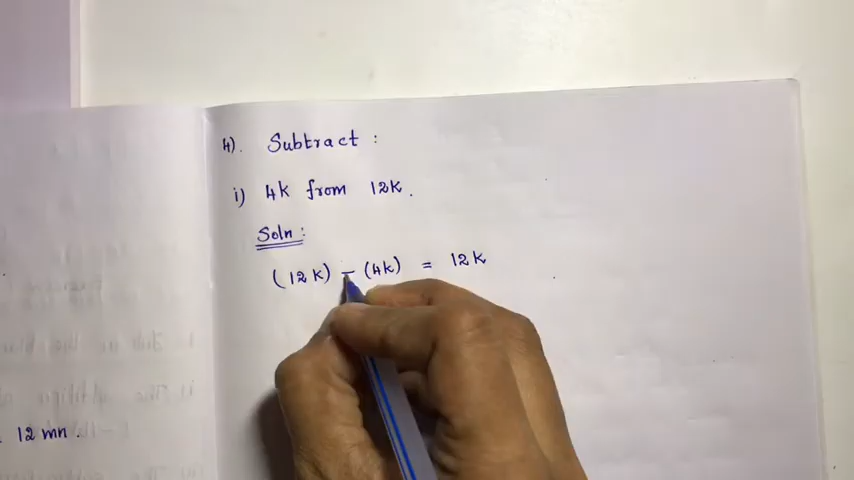 4). Subtract :
i) 4k from 12k.
Soln :
(12k) - (4k) = 12k
12 mn.